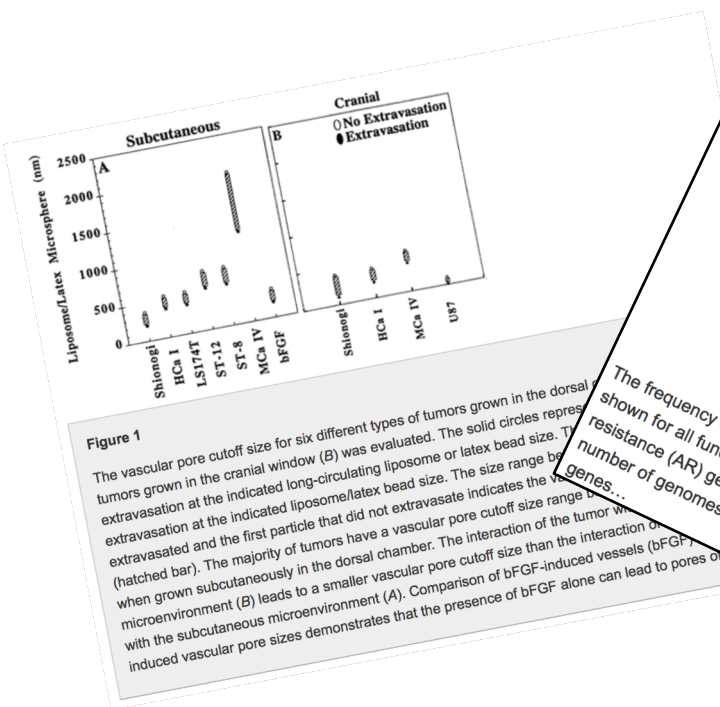 Subcutaneous
Cranial
A
B
No Extravasation
Extravasation
Liposome/Latex Microsphere (nm)
2500
2000
1500
1000
500
0
Shionogi
HCa I
LS174T
ST-12
ST-8
MCa IV
bFGF
Shionogi
HCa I
MCa IV
U87
Figure 1
The vascular pore cutoff size for six different types of tumors grown in the dorsal
tumors grown in the cranial window (B) was evaluated. The solid circles
extravasation at the indicated long-circulating liposome or latex bead size.
extravasation at the indicated liposome/latex bead size. The size range
extravasated and the first particle that did not extravasate indicates the
(hatched bar). The majority of tumors have a vascular pore cutoff size range
when grown subcutaneously in the dorsal chamber. The interaction of the tumor
microenvironment (B) leads to a smaller vascular pore cutoff size than the interaction
with the subcutaneous microenvironment (A). Comparison of bFGF-induced vessels (bFGF)
induced vascular pore sizes demonstrates that the presence of bFGF alone can lead to pores
The frequency
shown for all
resistance (AR)
number of genomes
genes...